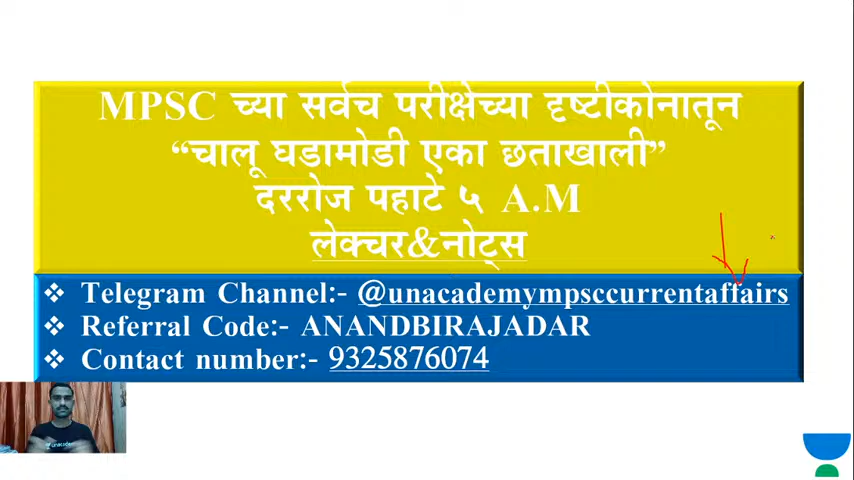 MPSC च्या सर्वच परीक्षेच्या दृष्टीकोनातून
“चालू घडामोडी एका छताखाली”
दररोज पहाटे ५ A.M
लेक्चर&नोट्स
❖ Telegram Channel:- @unacademympsccurrentaffairs
❖ Referral Code:- ANANDBIRAJADAR
❖ Contact number:- 9325876074